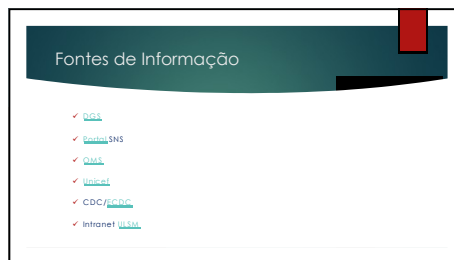 Fontes de Informação
DGS
Portal SNS
OMS
Unicef
CDC/ECDC
Intranet ULSM